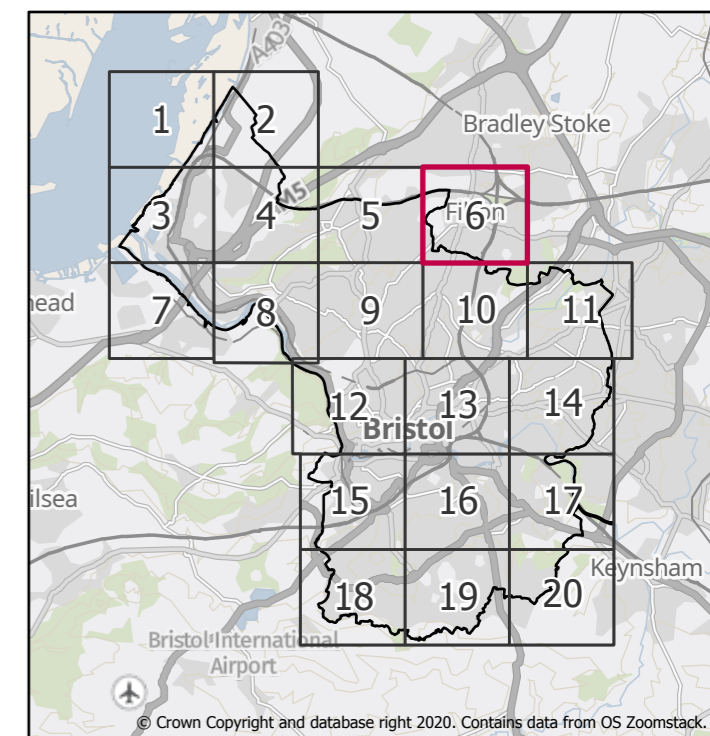 A403
1
2
Bradley Stoke
M5
3
4
5
Filton
6
head
7
8
9
10
11
12
13
14
Bristol
ilsea
15
16
17
Keynsham
18
19
20
Bristol International
Airport
© Crown Copyright and database right 2020. Contains data from OS Zoomstack.